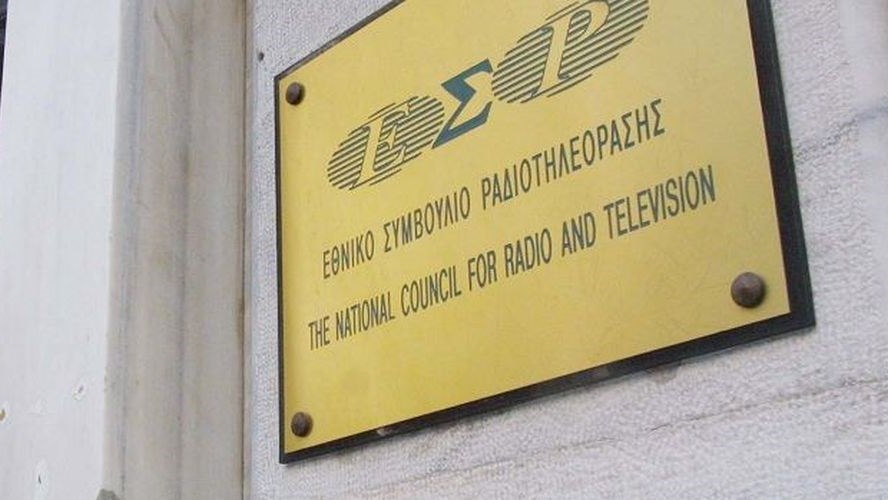 ΕΣΡ
ΕΘΝΙΚΟ ΣΥΜΒΟΥΛΙΟ ΡΑΔΙΟΤΗΛΕΟΡΑΣΗΣ
THE NATIONAL COUNCIL FOR RADIO AND TELEVISION